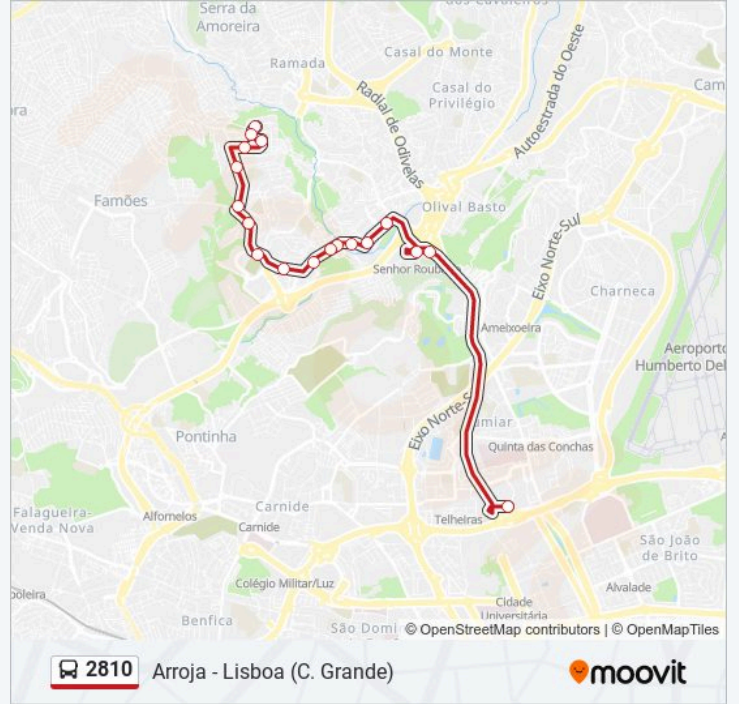 Serra da
Amoreira
Ramada
Casal do Monte
Casal do
Privilégio
Radial de Odivelas
Autoestrada do Oeste
Cam
Famões
Olival Basto
Eixo Norte-Sul
Senhor Roub
Charneca
Ameixoeira
Aeroporto
Humberto Del
Eixo Norte-S
umiar
Pontinha
Quinta das Conchas
Carnide
Falagueira-
Venda Nova
Alfornelos
Carnide
Telheiras
São João
de Brito
Colégio Militar/Luz
Alvalade
Cidade
Universitária
Benfica
São Domi
© OpenStreetMap contributors | © OpenMapTiles
2810 Arroja - Lisboa (C. Grande)
moovit